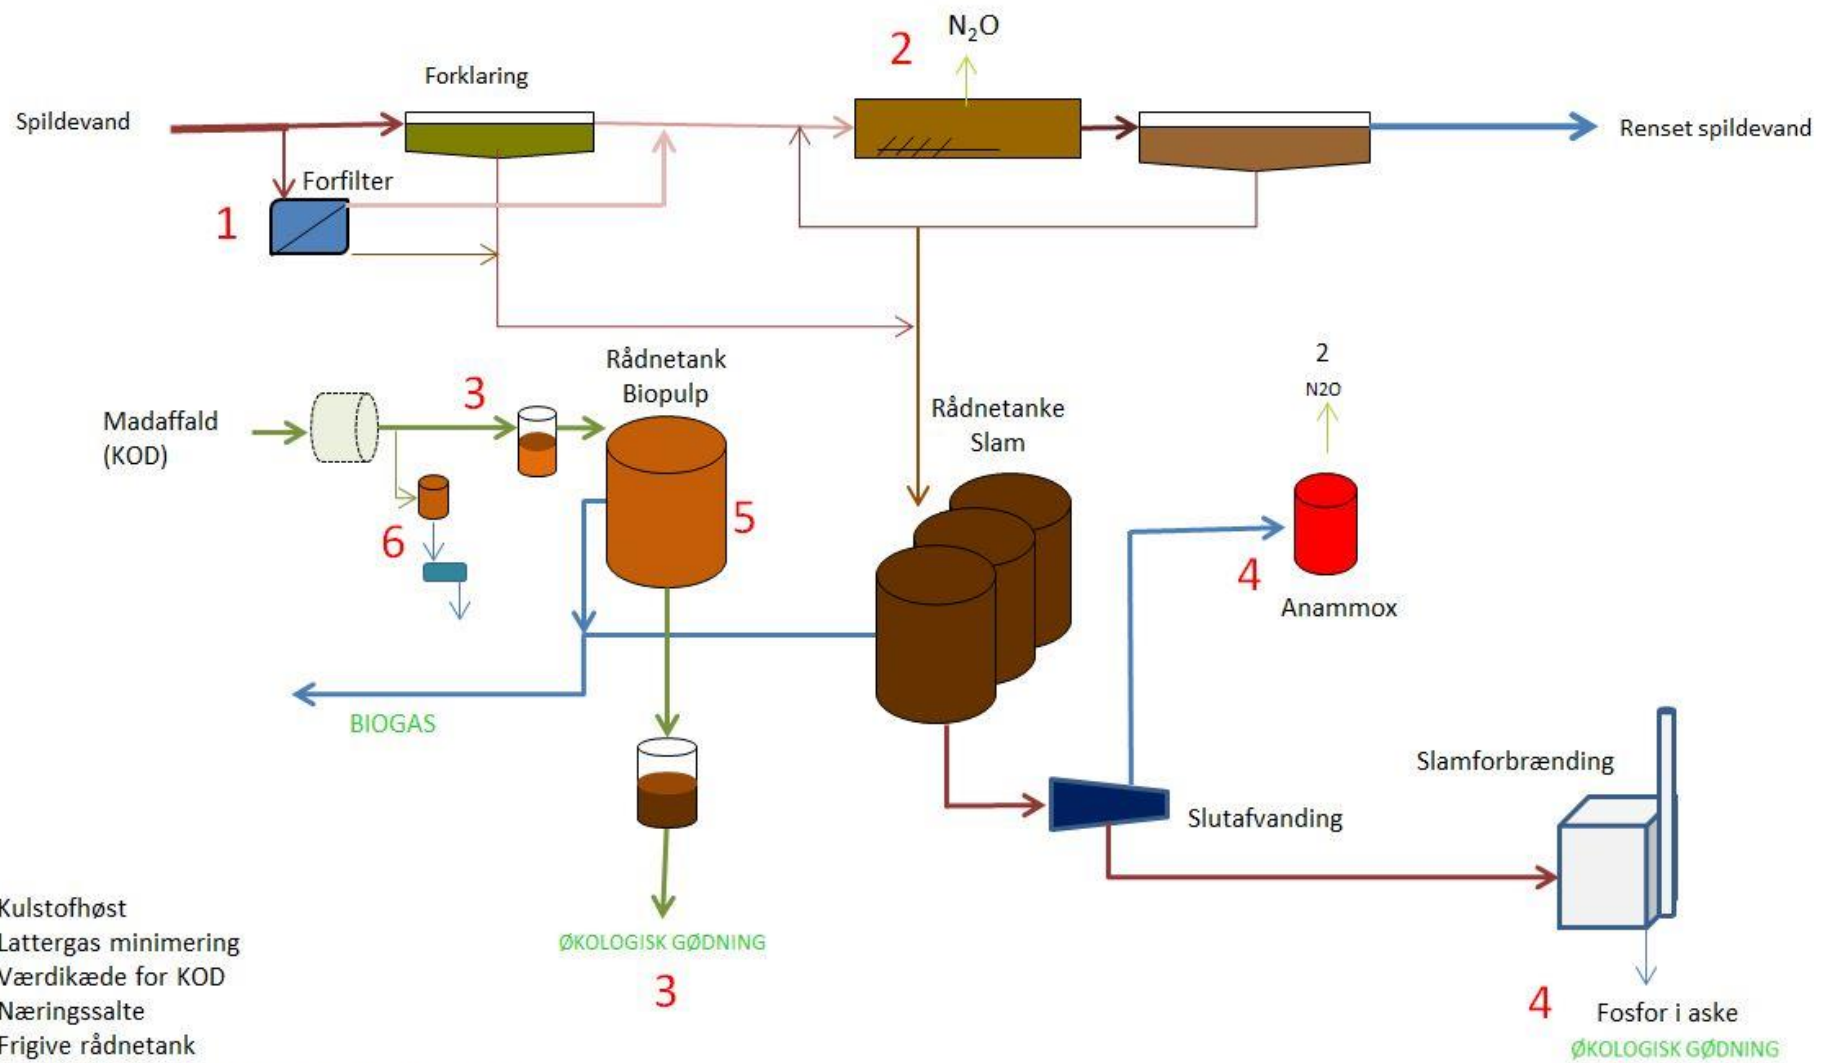 N₂O
2
Forklaring
Spildevand
Renset spildevand
Forfilter
1
Rådnetank
Biopulp
3
Madaffald
(KOD)
Rådnetanke
Slam
2
N2O
5
6
4
Anammox
BIOGAS
Slamforbrænding
Slutafvanding
ØKOLOGISK GØDNING
3
4
Fosfor i aske
ØKOLOGISK GØDNING
Kulstofhøst
Lattergas minimering
Værdikæde for KOD
Næringssalte
Frigive rådnetank